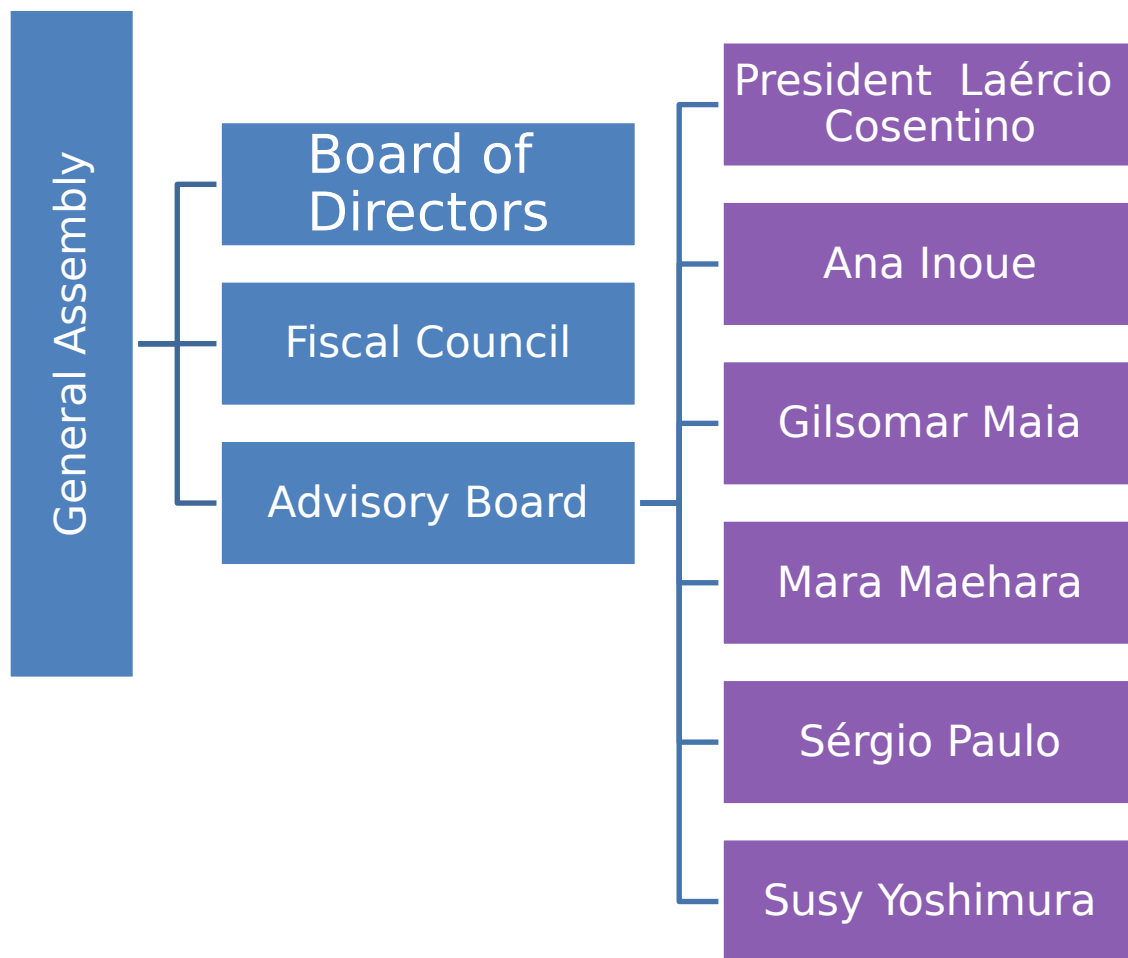 General Assembly
Board of
Directors
Fiscal Council
Advisory Board
President  Laércio
Cosentino
Ana Inoue
Gilsomar Maia
Mara Maehara
Sérgio Paulo
Susy Yoshimura